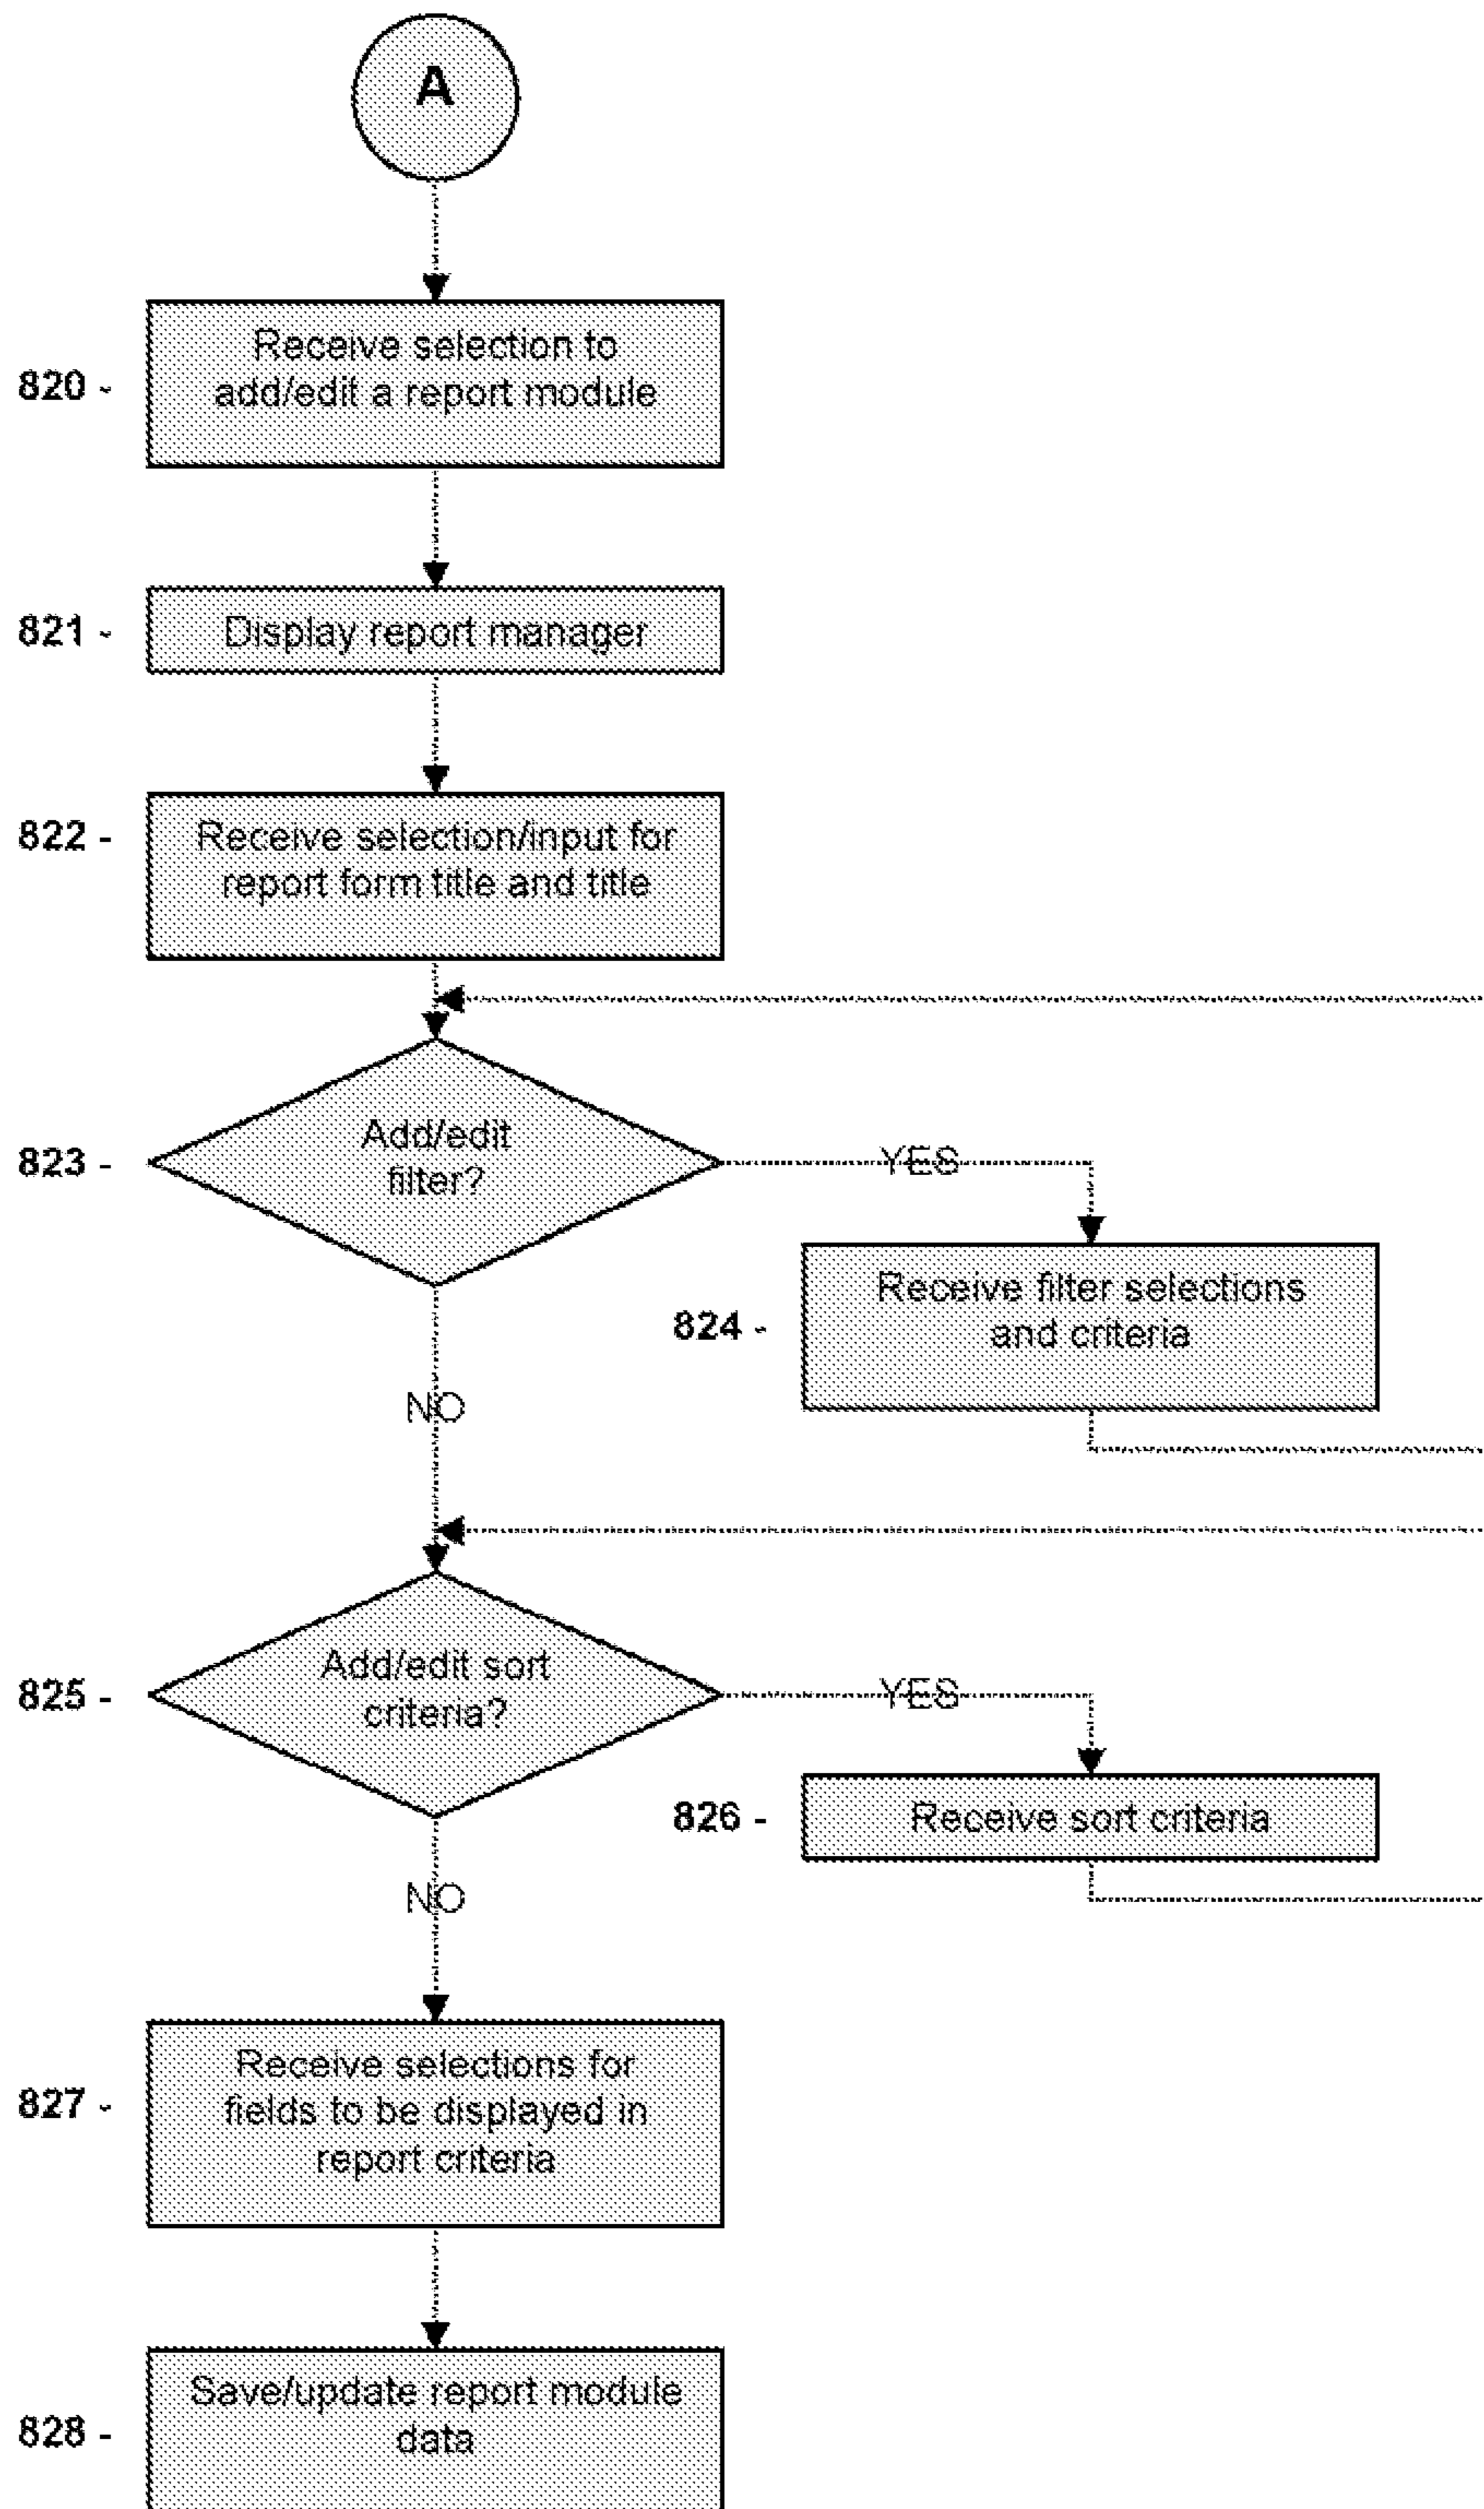 A
820 -
Receive selection to
add/edit a report module
821 -
Display report manager
822 -
Receive selection/input for
report form title and title
823 -
Add/edit
filter?
YES
824 -
Receive filter selections
and criteria
NO
825 -
Add/edit sort
criteria?
YES
826 -
Receive sort criteria
NO
827 -
Receive selections for
fields to be displayed in
report criteria
828 -
Save/update report module
data